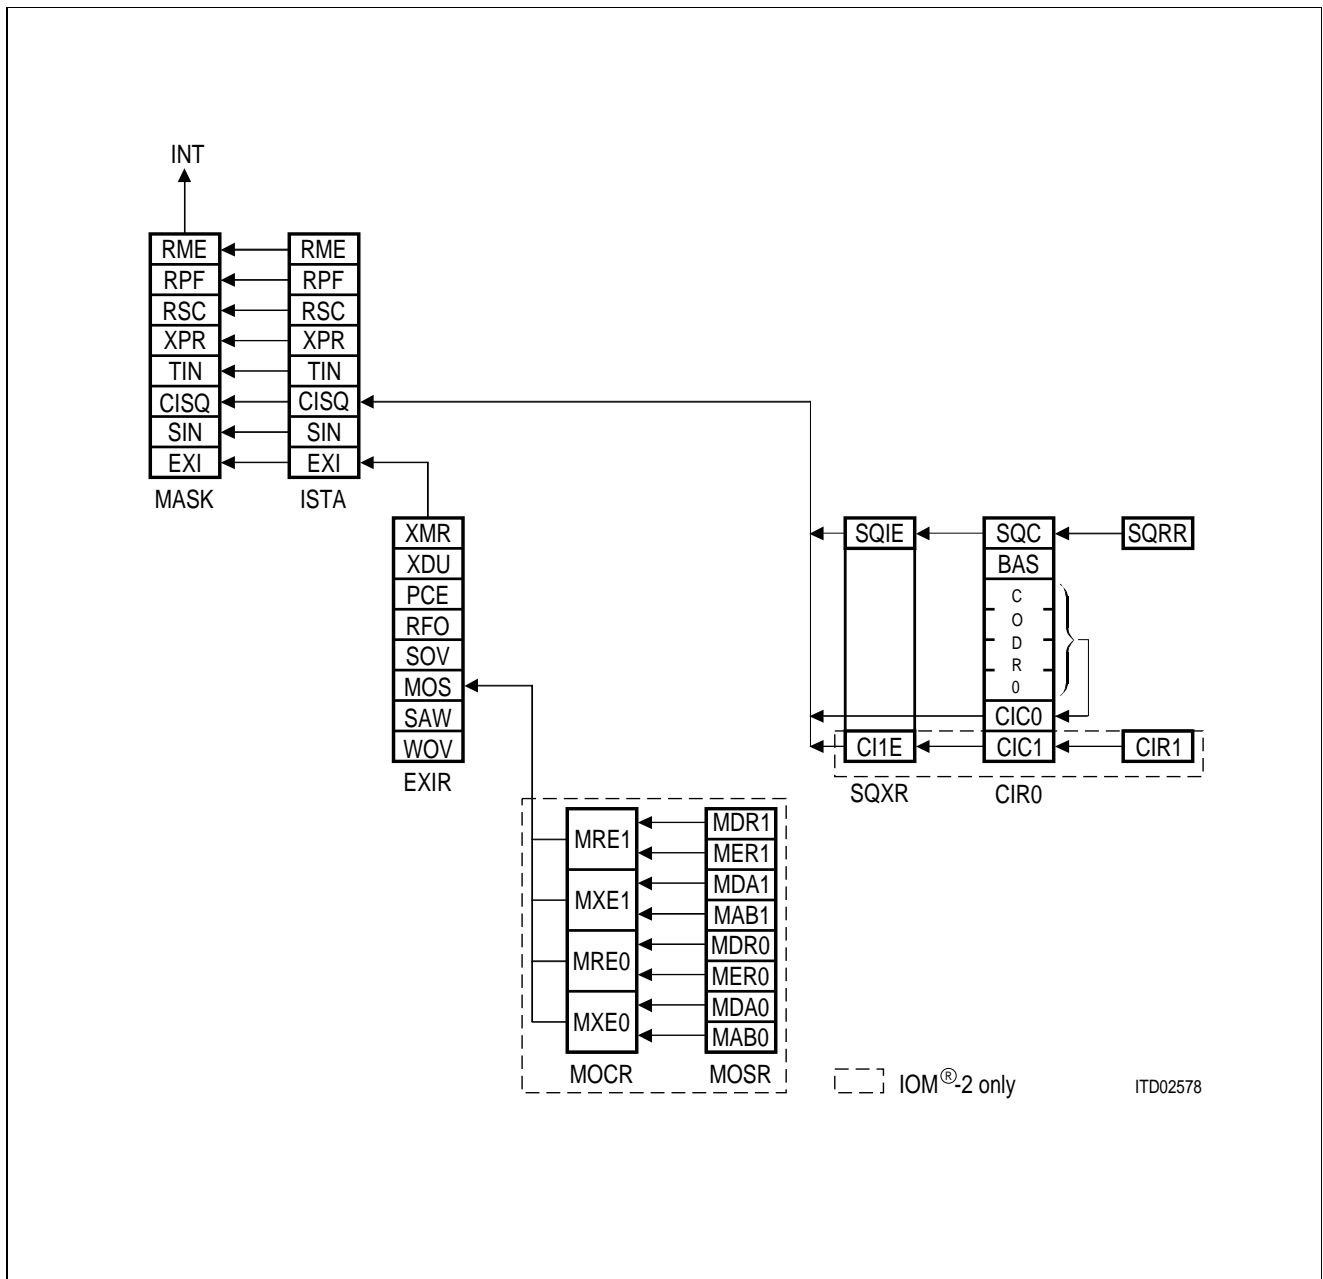 INT
RME RME
RPF RPF
RSC RSC
XPR XPR
TIN TIN
CISQ CISQ
SIN SIN
EXI EXI
MASK ISTA
XMR
XDU
PCE
RFO
SOV
MOS
SAW
WOV
EXIR
SQIE SQC SQRR
BAS
C
O
D
R
0
CIC0
CI1E CIC1 CIR1
SQXR CIR0
MRE1
MXE1
MRE0
MXE0
MOCR
MDR1
MER1
MDA1
MAB1
MDR0
MER0
MDA0
MAB0
MOSR
IOM®-2 only
ITD02578